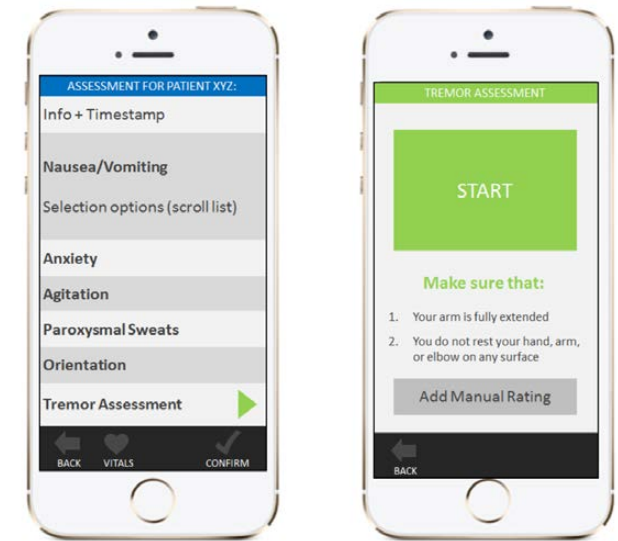 ASSESSMENT FOR PATIENT XYZ:
Info + Timestamp
Nausea/Vomiting
Selection options (scroll list)
Anxiety
Agitation
Paroxysmal Sweats
Orientation
Tremor Assessment
BACK VITALS CONFIRM
TREMOR ASSESSMENT
START
Make sure that:
1. Your arm is fully extended
2. You do not rest your hand, arm,
or elbow on any surface
Add Manual Rating
BACK